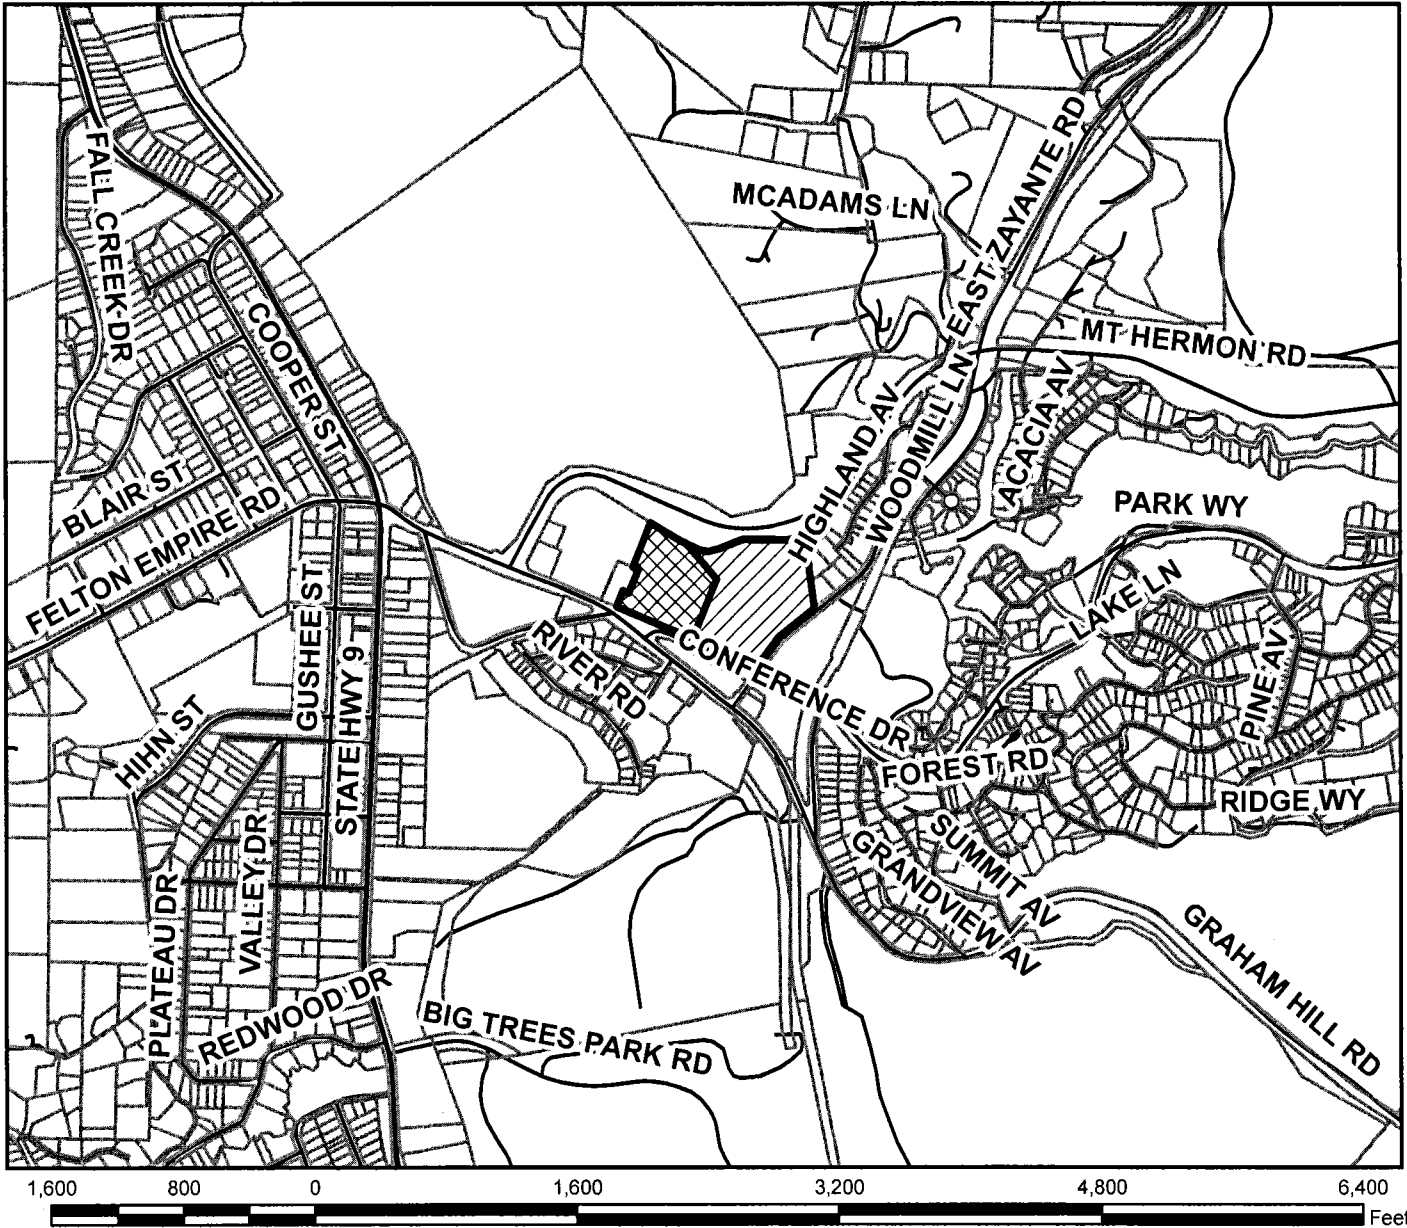 FALL CREEK DR
MCADAMS LN
EAST ZAYANTE RD
COOPER ST
MT HERMON RD
HIGHLAND AV
WOODMILL LN
ACACIA AV
BLAIR ST
FELTON EMPIRE RD
PARK WY
LAKE LN
GUSHEE ST
STATE HWY 9
RIVER RD
CONFERENCE DR
PINE AV
HIHN ST
FOREST RD
RIDGE WY
VALLEY DR
PLATEAU DR
GRANDVIEW AV
SUMMIT AV
GRAHAM HILL RD
REDWOOD DR
BIG TREES PARK RD
1,600 800 0 1,600 3,200 4,800 6,400
Feet